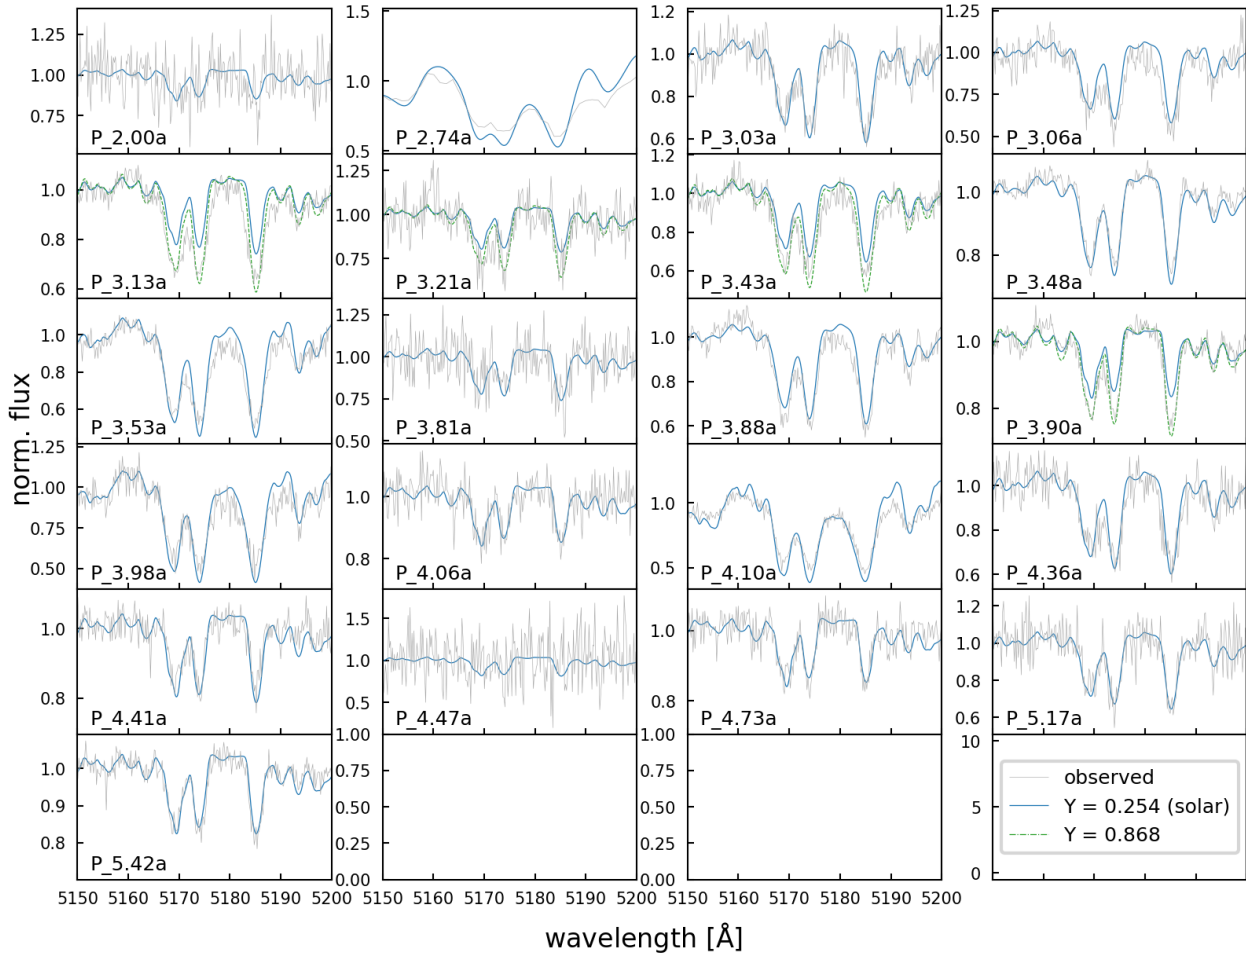 1.25
1.00
0.75
P_2.00a
1.5
1.0
0.5
P_2.74a
1.2
1.0
0.8
0.6
P_3.03a
1.25
1.00
0.75
0.50
P_3.06a
1.0
0.8
0.6
P_3.13a
1.25
1.00
0.75
P_3.21a
1.2
1.0
0.8
0.6
P_3.43a
1.0
0.8
P_3.48a
1.0
0.8
0.6
P_3.53a
1.25
1.00
0.75
0.50
P_3.81a
1.0
0.8
0.6
P_3.88a
1.0
0.8
P_3.90a
1.25
1.00
0.75
0.50
P_3.98a
1.0
0.8
P_4.06a
1.0
0.5
P_4.10a
1.0
0.8
0.6
P_4.36a
1.0
0.8
P_4.41a
1.5
1.0
0.5
P_4.47a
1.0
0.8
P_4.73a
1.2
1.0
0.8
0.6
P_5.17a
1.0
0.9
0.8
P_5.42a
1.00
0.75
0.50
0.25
0.00
1.00
0.75
0.50
0.25
0.00
10
5
0
observed
Y = 0.254 (solar)
Y = 0.868
5150 5160 5170 5180 5190 5200
5160 5170 5180 5190 5200
5160 5170 5180 5190 5200
norm. flux
wavelength [Å]